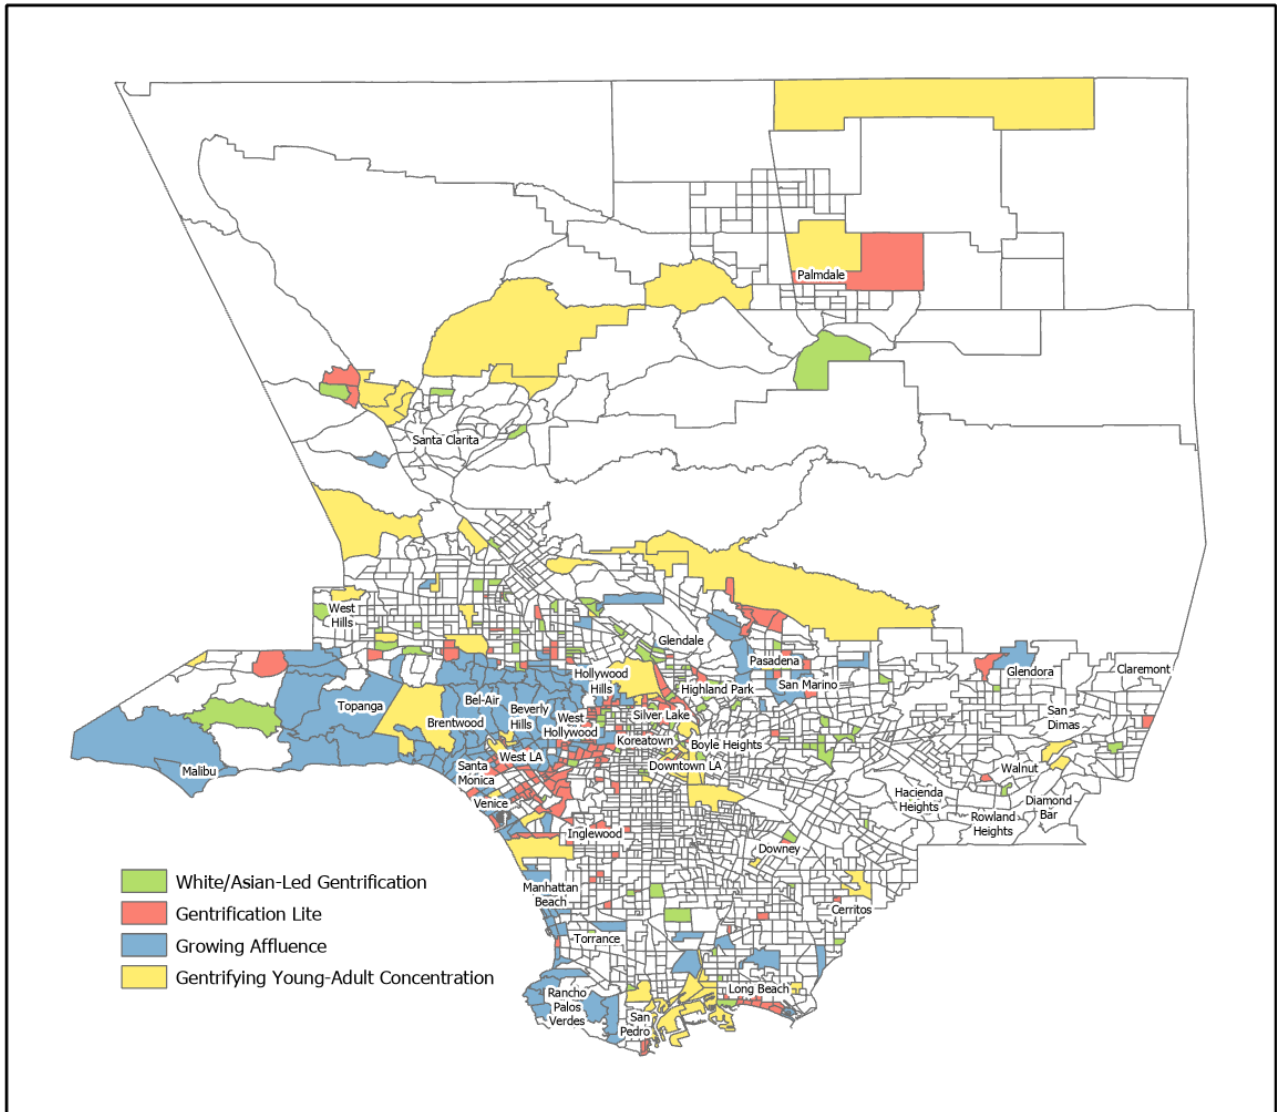 Palmdale
Santa Clarita
West
Hills
Glendale
Pasadena
Glendora
Claremont
Hollywood
Hills
Highland Park
San Marino
Topanga
Bel-Air
Beverly
Hills
Brentwood
West
Hollywood
Silver Lake
San
Dimas
Koreatown
Boyle Heights
West LA
Downtown LA
Malibu
Santa
Monica
Walnut
Venice
Hacienda
Heights
Diamond
Bar
Rowland
Heights
Inglewood
Downey
White/Asian-Led Gentrification
Manhattan
Beach
Gentrification Lite
Cerritos
Growing Affluence
Torrance
Gentrifying Young-Adult Concentration
Long Beach
Rancho
Palos
Verdes
San
Pedro